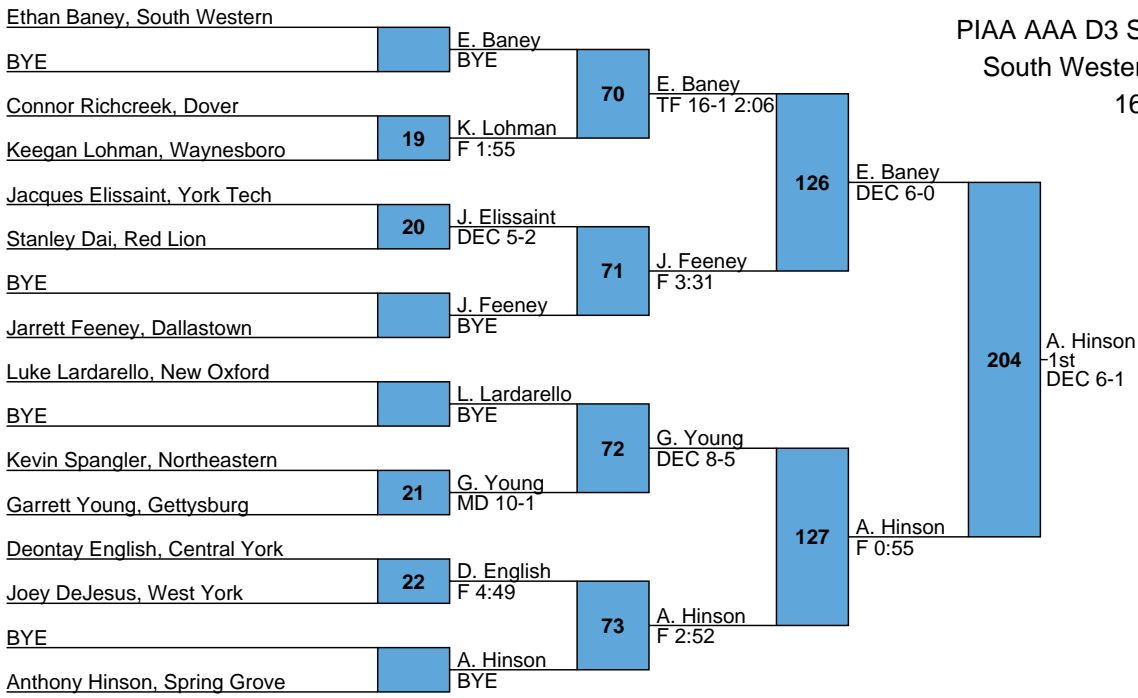 Ethan Baney, South Western
BYE
Connor Richcreek, Dover
Keegan Lohman, Waynesboro
Jacques Elissaint, York Tech
Stanley Dai, Red Lion
BYE
Jarrett Feeney, Dallastown
Luke Lardarello, New Oxford
BYE
Kevin Spangler, Northeastern
Garrett Young, Gettysburg
Deontay English, Central York
Joey DeJesus, West York
BYE
Anthony Hinson, Spring Grove
19
20
21
22
E. Baney
BYE
K. Lohman
F 1:55
J. Elissaint
DEC 5-2
J. Feeney
BYE
L. Lardarello
BYE
G. Young
MD 10-1
D. English
F 4:49
A. Hinson
BYE
70
71
72
73
E. Baney
TF 16-1 2:06
J. Feeney
F 3:31
G. Young
DEC 8-5
A. Hinson
F 2:52
126
127
E. Baney
DEC 6-0
A. Hinson
F 0:55
204
A. Hinson
1st
DEC 6-1
PIAA AAA D3 S
South Wester
16